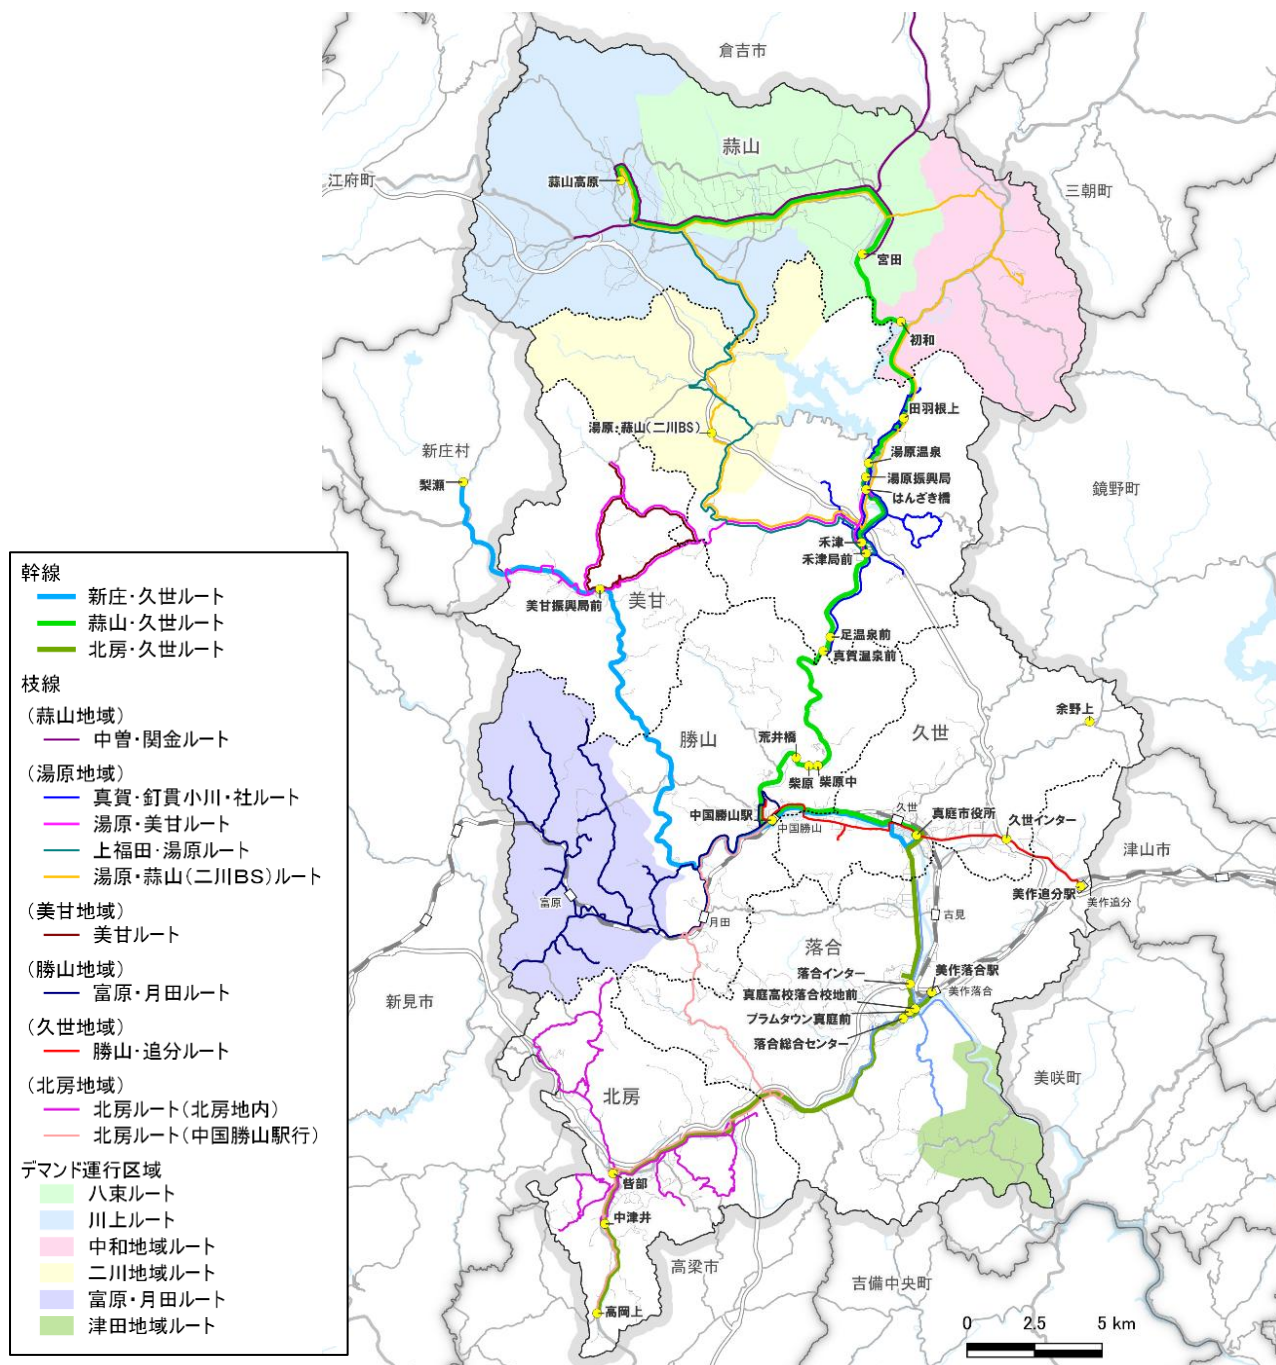 幹線
新庄・久世ルート
蒜山・久世ルート
北房・久世ルート
枝線
(蒜山地域)
中曽・関金ルート
(湯原地域)
真賀・釘貫小川・社ルート
湯原・美甘ルート
上福田・湯原ルート
湯原・蒜山(二川BS)ルート
(美甘地域)
美甘ルート
(勝山地域)
富原・月田ルート
(久世地域)
勝山・追分ルート
(北房地域)
北房ルート(北房地内)
北房ルート(中国勝山駅行)
デマンド運行区域
八束ルート
川上ルート
中和地域ルート
二川地域ルート
富原・月田ルート
津田地域ルート
倉吉市
蒜山
江府町
蒜山高原
三朝町
宮田
初和
田羽根上
湯原・蒜山(二川BS)
新庄村
湯原温泉
梨瀬
湯原振興局
はんざき橋
鏡野町
禾津
禾津局前
美甘振興局前
美甘
足温泉前
真賀温泉前
余野上
勝山
荒井橋
久世
柴原
柴原中
中国勝山駅
中国勝山
久世
真庭市役所
久世インター
津山市
美作追分駅
美作追分
富原
月田
古見
落合
落合インター
美作落合駅
美作落合
新見市
真庭高校落合校地前
プラムタウン真庭前
落合総合センター
美咲町
北房
呰部
中津井
高梁市
吉備中央町
高岡上
0 2.5 5 km